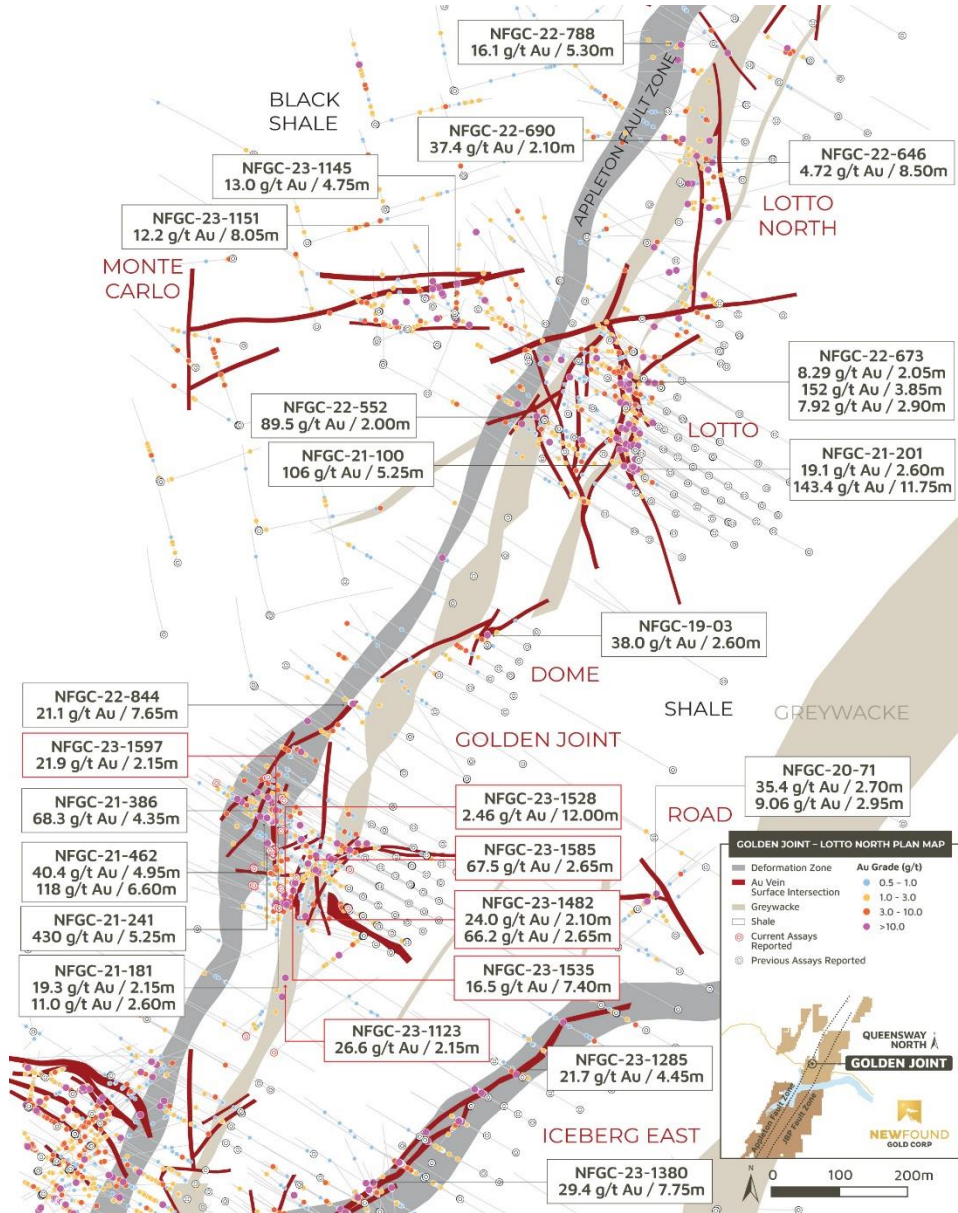 NFGC-22-788
16.1 g/t Au / 5.30m
BLACK
SHALE
APPLETON FAULT ZONE
NFGC-22-690
37.4 g/t Au / 2.10m
NFGC-23-1145
13.0 g/t Au / 4.75m
NFGC-22-646
4.72 g/t Au / 8.50m
NFGC-23-1151
12.2 g/t Au / 8.05m
LOTTO
NORTH
MONTE
CARLO
NFGC-22-673
8.29 g/t Au / 2.05m
152 g/t Au / 3.85m
7.92 g/t Au / 2.90m
NFGC-22-552
89.5 g/t Au / 2.00m
LOTTO
NFGC-21-100
106 g/t Au / 5.25m
NFGC-21-201
19.1 g/t Au / 2.60m
143.4 g/t Au / 11.75m
NFGC-19-03
38.0 g/t Au / 2.60m
DOME
NFGC-22-844
21.1 g/t Au / 7.65m
SHALE
GREYWACKE
GOLDEN JOINT
NFGC-23-1597
21.9 g/t Au / 2.15m
NFGC-20-71
35.4 g/t Au / 2.70m
9.06 g/t Au / 2.95m
NFGC-21-386
68.3 g/t Au / 4.35m
NFGC-23-1528
2.46 g/t Au / 12.00m
ROAD
NFGC-21-462
40.4 g/t Au / 4.95m
118 g/t Au / 6.60m
NFGC-23-1585
67.5 g/t Au / 2.65m
NFGC-21-241
430 g/t Au / 5.25m
NFGC-23-1482
24.0 g/t Au / 2.10m
66.2 g/t Au / 2.65m
NFGC-21-181
19.3 g/t Au / 2.15m
11.0 g/t Au / 2.60m
NFGC-23-1535
16.5 g/t Au / 7.40m
NFGC-23-1123
26.6 g/t Au / 2.15m
NFGC-23-1285
21.7 g/t Au / 4.45m
ICEBERG EAST
NFGC-23-1380
29.4 g/t Au / 7.75m
GOLDEN JOINT – LOTTO NORTH PLAN MAP
Deformation Zone
Au Vein
Surface Intersection
Greywacke
Shale
Current Assays
Reported
Previous Assays Reported
Au Grade (g/t)
0.5 - 1.0
1.0 - 3.0
3.0 - 10.0
>10.0
QUEENSWAY
NORTH
GOLDEN JOINT
Appleton Fault Zone
JBP Fault Zone
NEWFOUND
GOLD CORP
N
0 100 200m